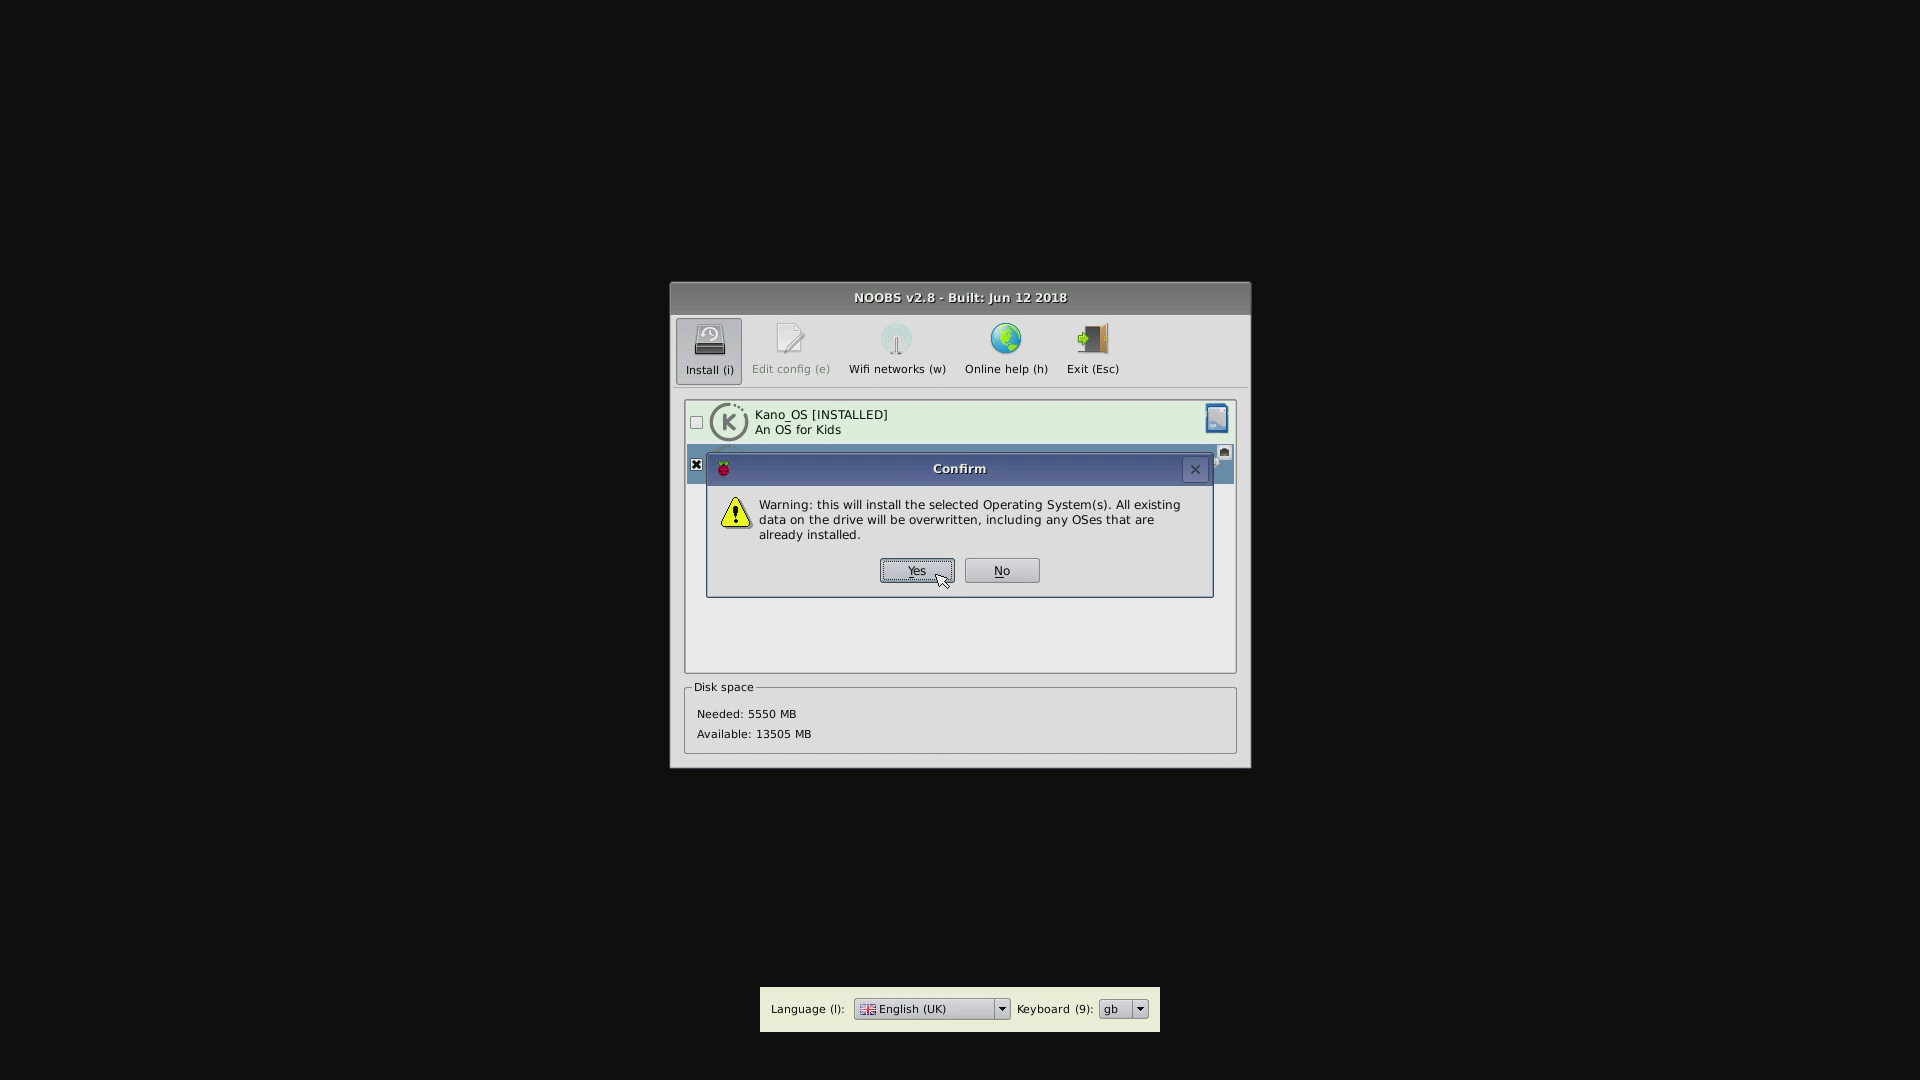 NOOBS v2.8 - Built: Jun 12 2018
Install (i)
Edit config (e)
Wifi networks (w)
Online help (h)
Exit (Esc)
Kano_OS [INSTALLED]
An OS for Kids
Confirm
Warning: this will install the selected Operating System(s). All existing
data on the drive will be overwritten, including any OSes that are
already installed.
Yes
No
Disk space
Needed: 5550 MB
Available: 13505 MB
Language (l):
English (UK)
Keyboard (9):
gb